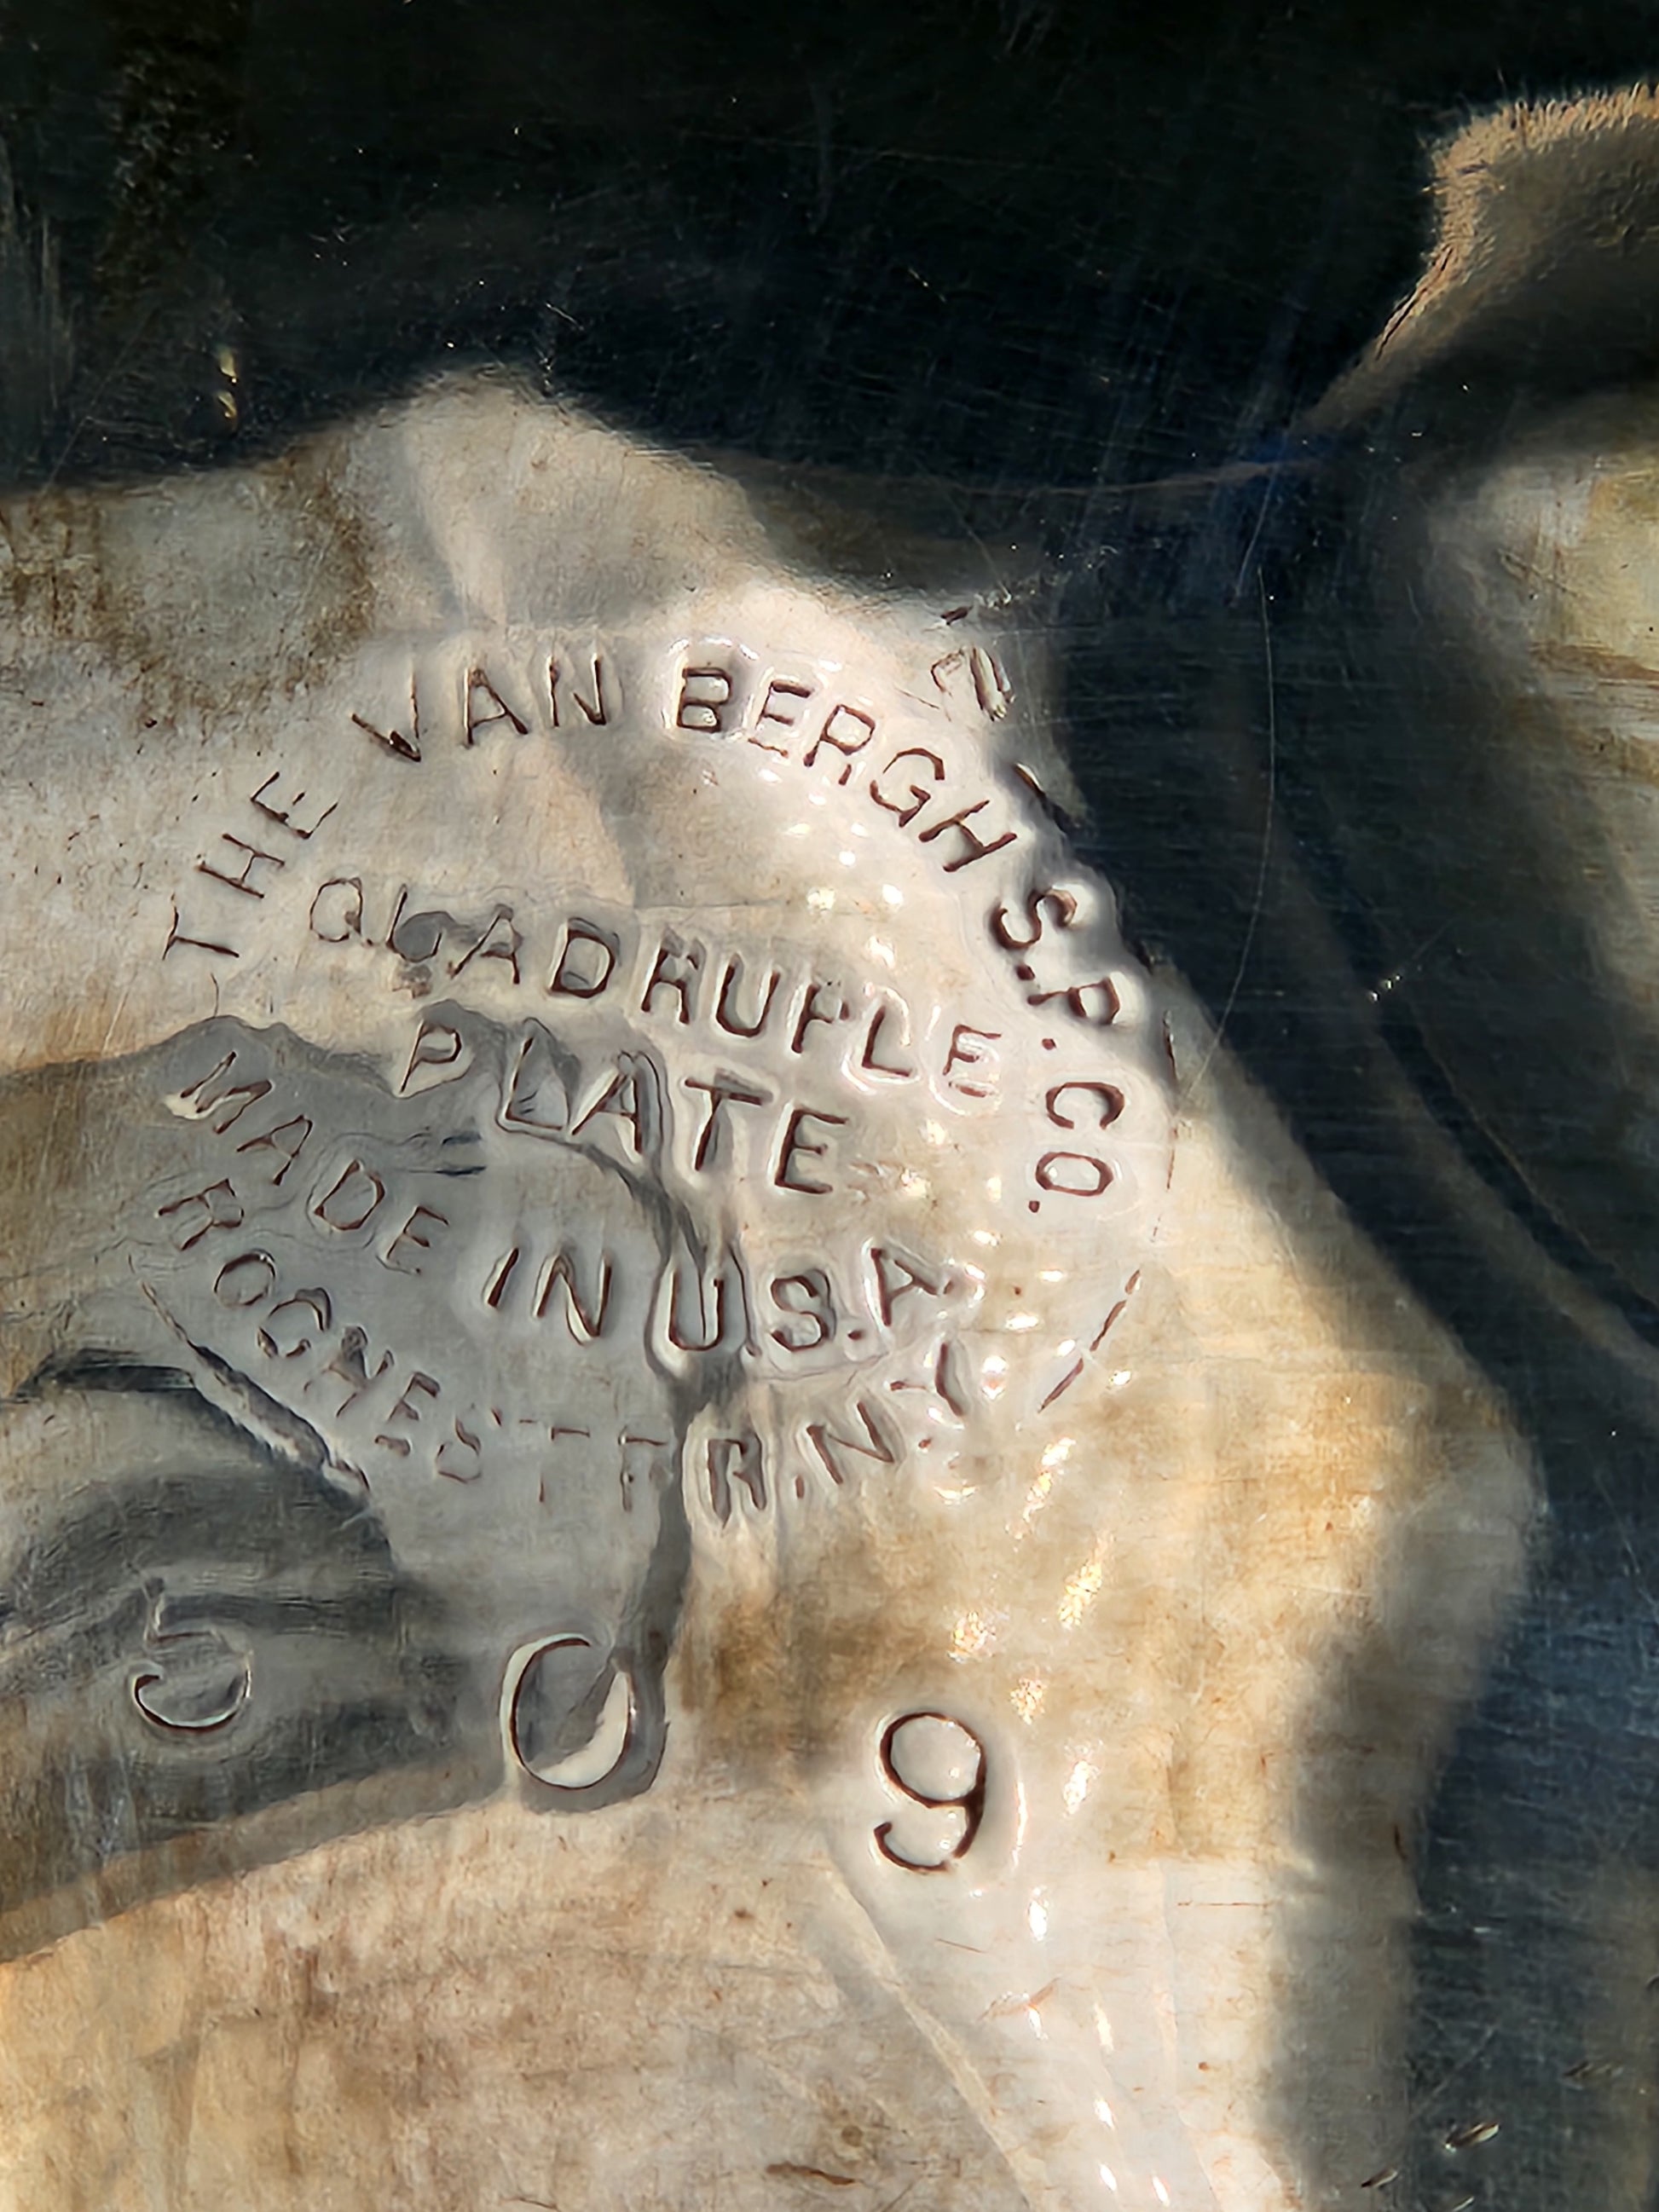 THE VAN BERGH S.P. CO.
QUADRUPLE
PLATE
MADE IN U.S.A.
ROCHESTER. N.Y.
509